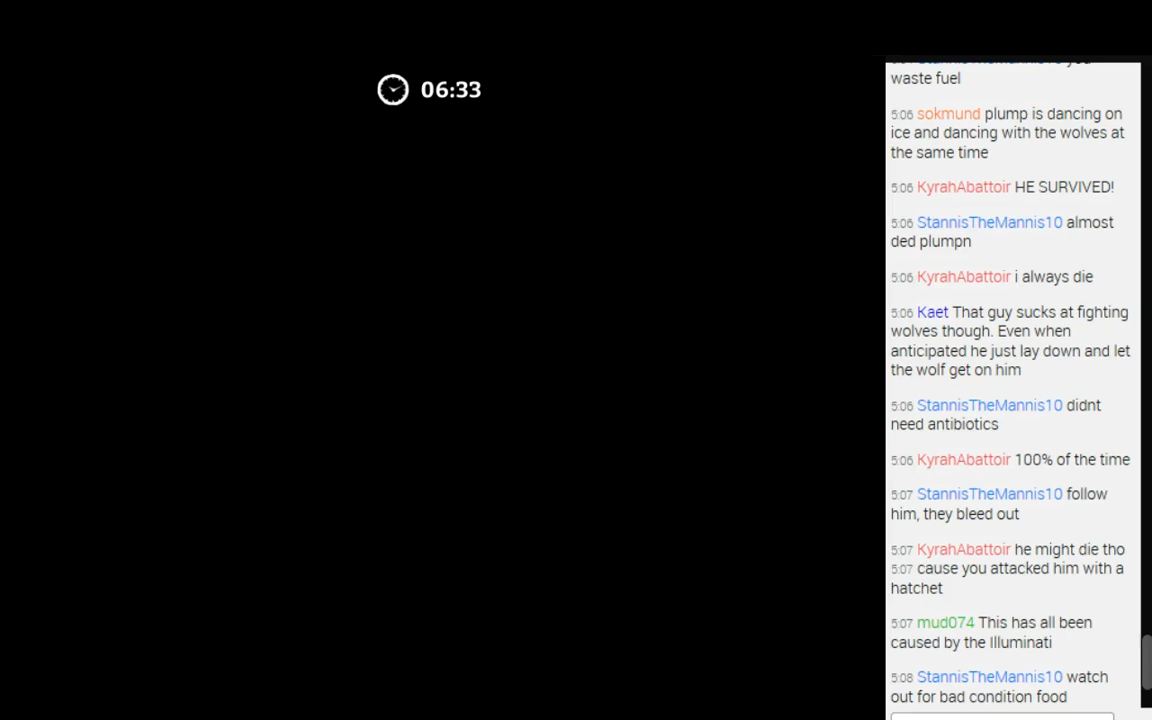 06:33
waste fuel
5:06 sokmund plump is dancing on
ice and dancing with the wolves at
the same time
5:06 KyrahAbattoir HE SURVIVED!
5:06 StannisTheMannis10 almost
ded plumpn
5:06 KyrahAbattoir i always die
5:06 Kaet That guy sucks at fighting
wolves though. Even when
anticipated he just lay down and let
the wolf get on him
5:06 StannisTheMannis10 didnt
need antibiotics
5:06 KyrahAbattoir 100% of the time
5:07 StannisTheMannis10 follow
him, they bleed out
5:07 KyrahAbattoir he might die tho
5:07 cause you attacked him with a
hatchet
5:07 mud074 This has all been
caused by the Illuminati
5:08 StannisTheMannis10 watch
out for bad condition food